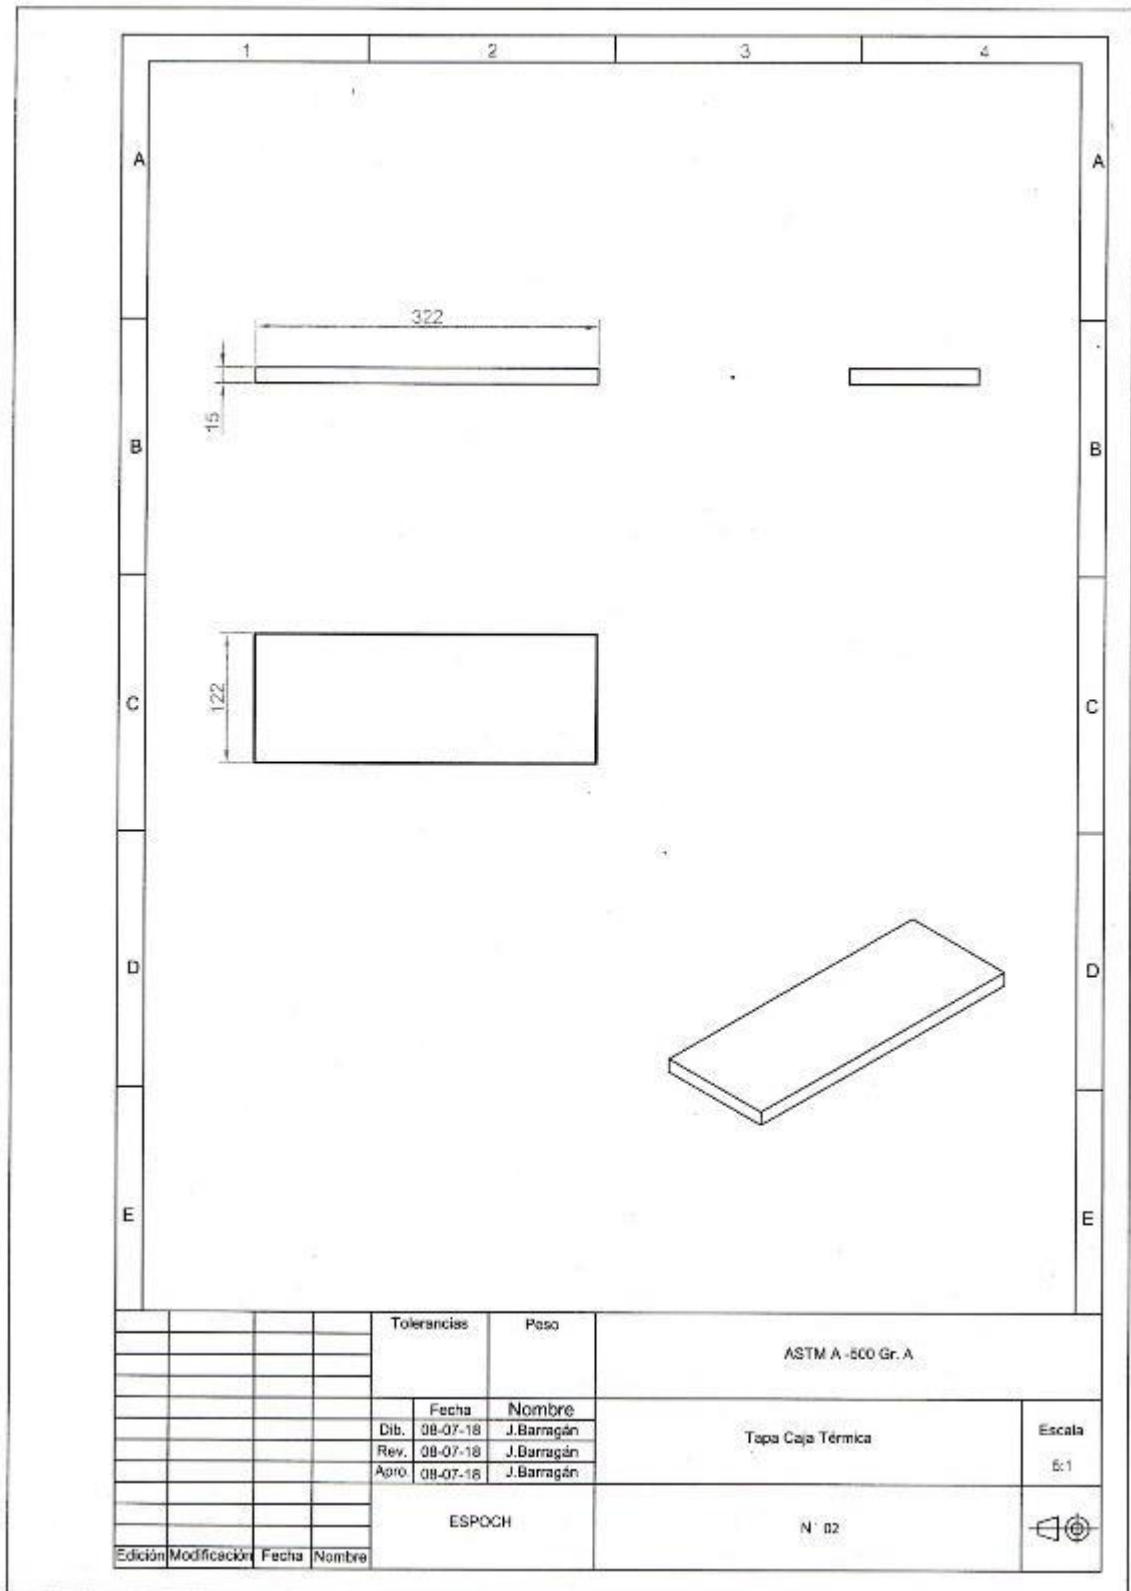 1 2 3 4
A A
322
15
B B
122
C C
D D
E E
Tolerancias Peso
ASTM A -500 Gr. A
Fecha Nombre
Dib. 08-07-18 J.Barragán
Rev. 08-07-18 J.Barragán
Apro. 08-07-18 J.Barragán
Tapa Caja Térmica
Escala
5:1
ESPOCH
N° 02
Edición Modificación Fecha Nombre